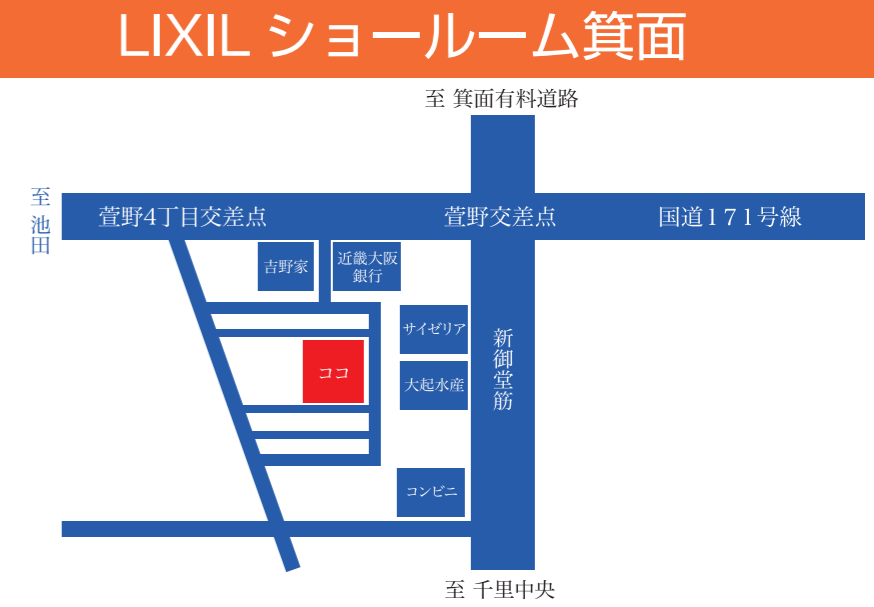 LIXIL ショールーム箕面
至 箕面有料道路
至 池田
萱野4丁目交差点
萱野交差点
国道171号線
吉野家
近畿大阪
銀行
サイゼリア
ココ
大起水産
新御堂筋
コンビニ
至 千里中央